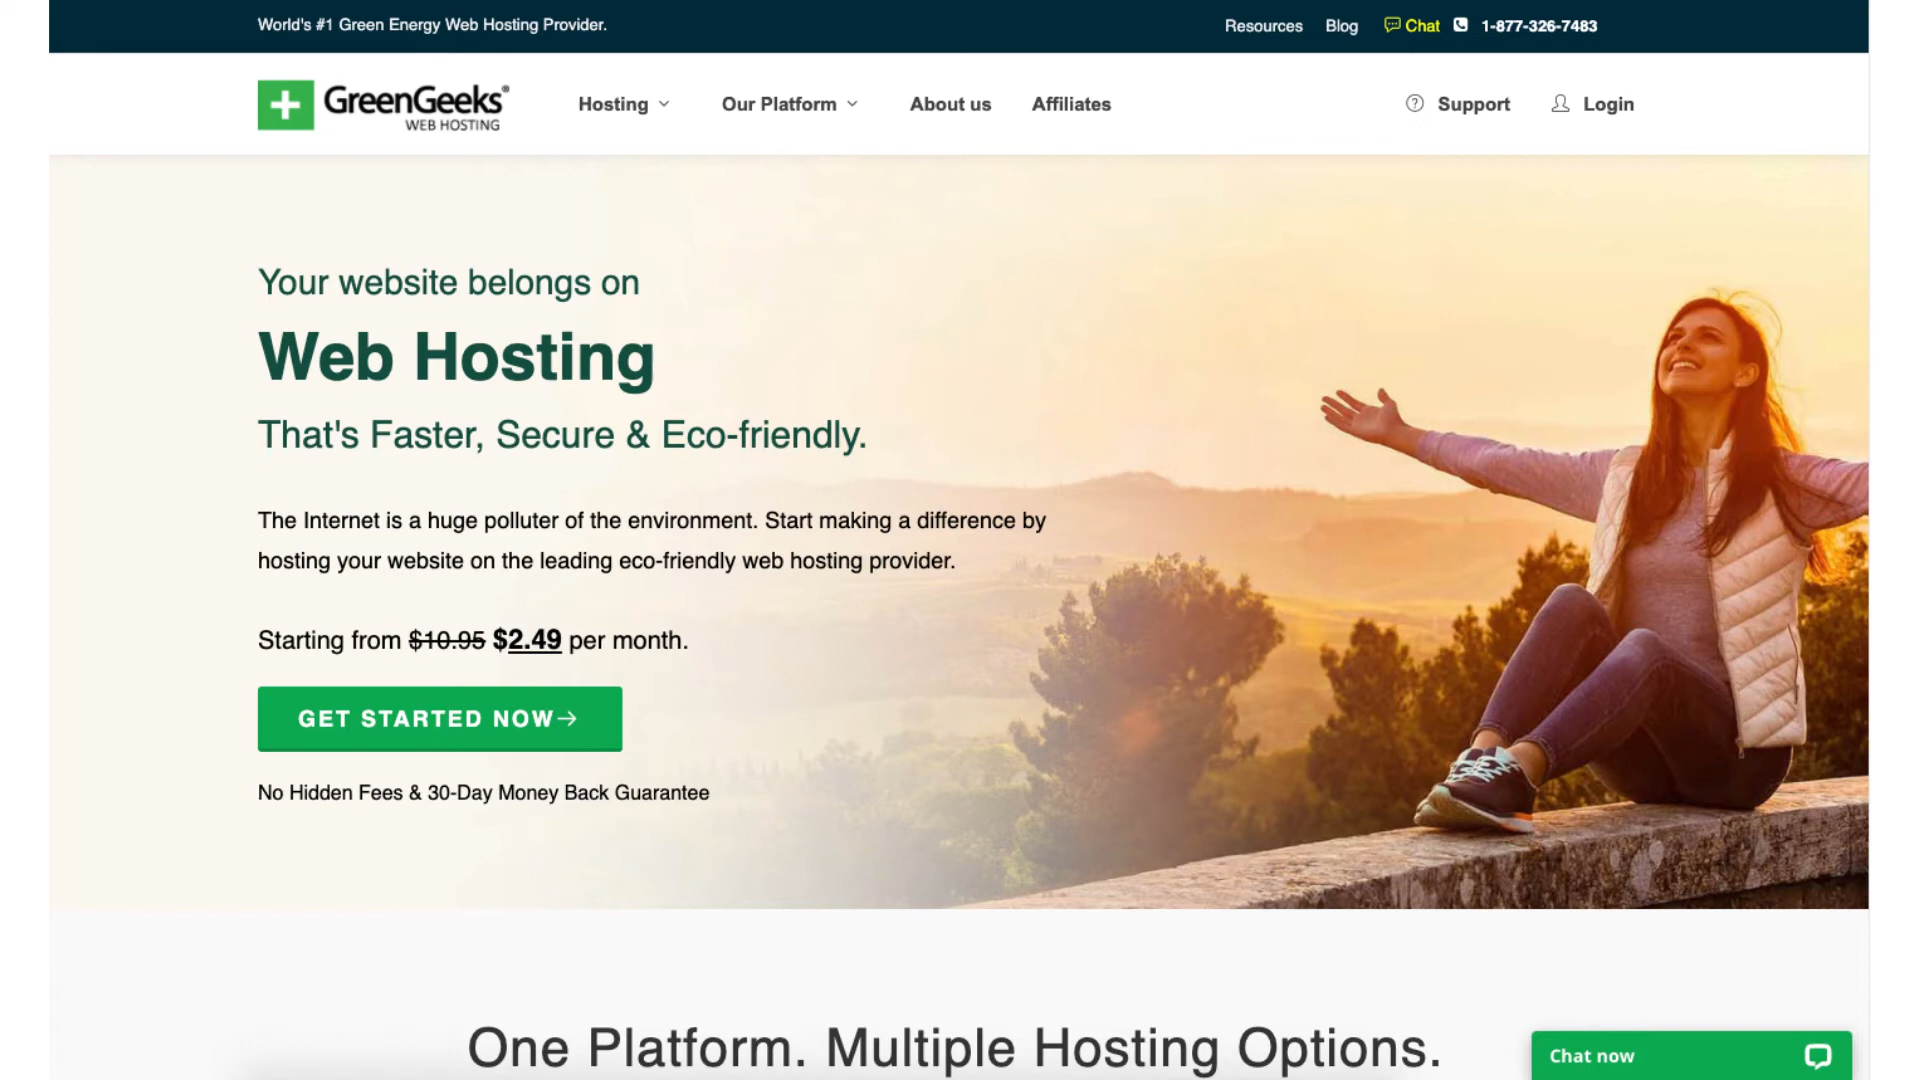 World's #1 Green Energy Web Hosting Provider.
Resources Blog Chat 1-877-326-7483
GreenGeeks®
WEB HOSTING
Hosting Our Platform About us Affiliates Support Login
Your website belongs on
Web Hosting
That's Faster, Secure & Eco-friendly.
The Internet is a huge polluter of the environment. Start making a difference by
hosting your website on the leading eco-friendly web hosting provider.
Starting from $10.95 $2.49 per month.
GET STARTED NOW→
No Hidden Fees & 30-Day Money Back Guarantee
One Platform. Multiple Hosting Options.
Chat now